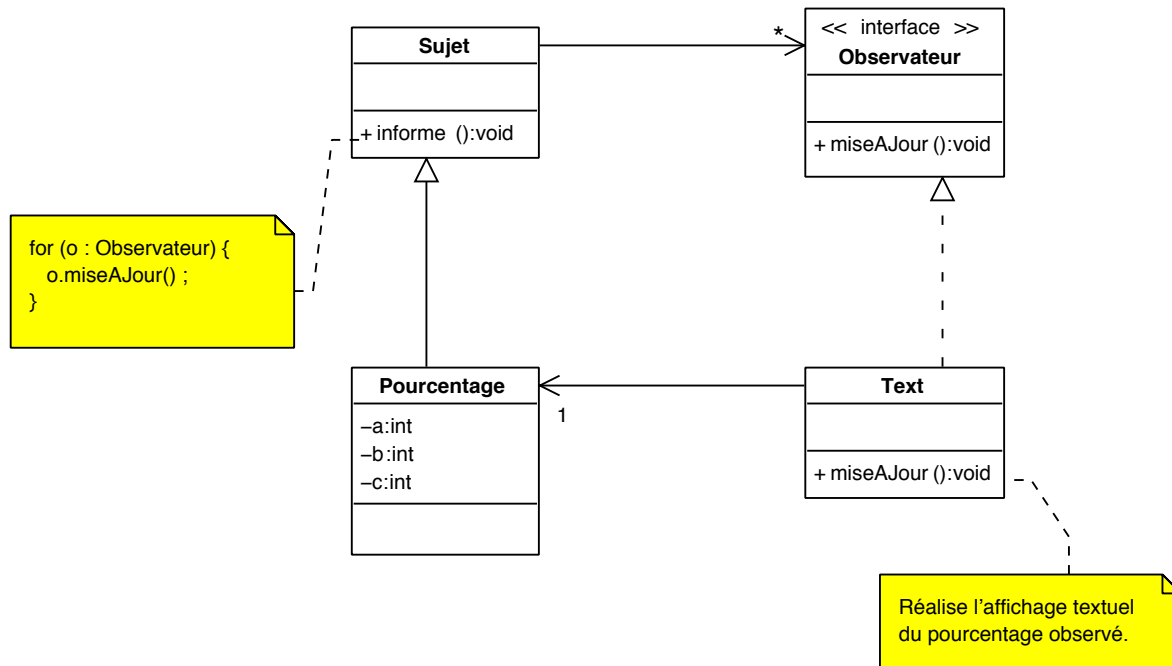 Sujet
+ informe ():void
*
<< interface >>
Observateur
+ miseAJour ():void
for (o : Observateur) {
o.miseAJour() ;
}
Pourcentage
−a:int
−b:int
−c:int
1
Text
+ miseAJour ():void
Réalise l'affichage textuel
du pourcentage observé.